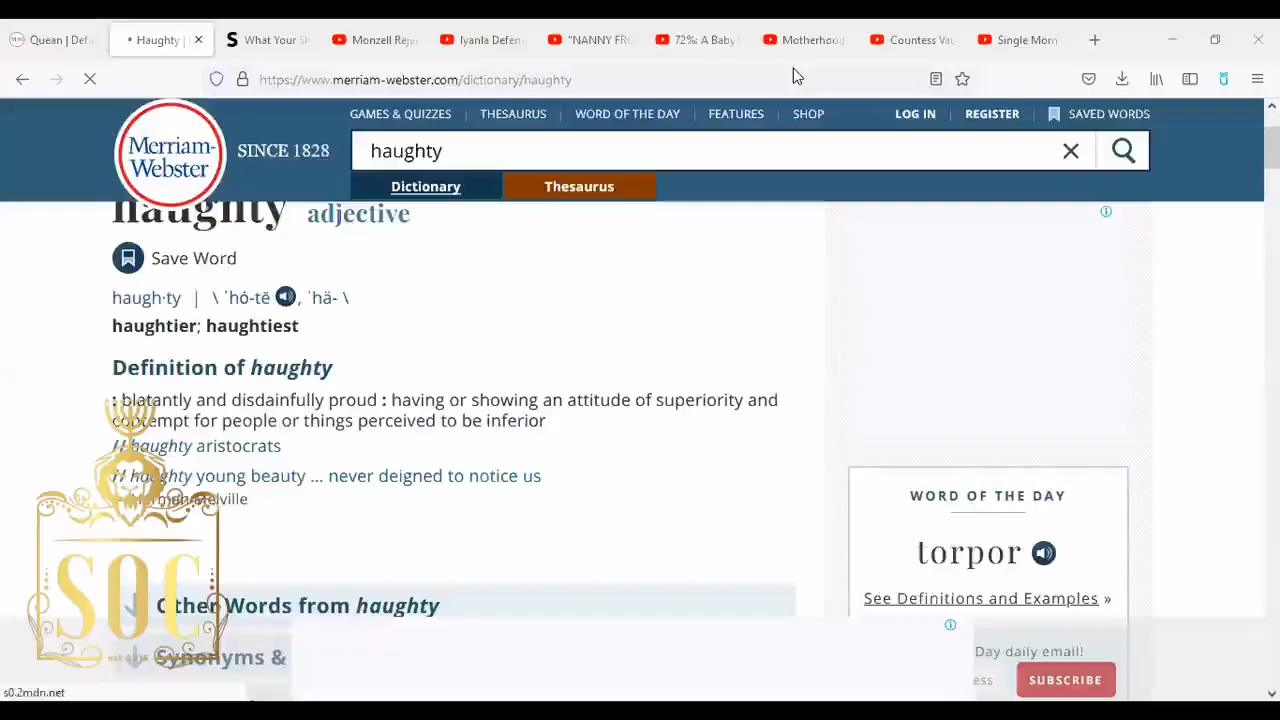 Quean | Def
Haughty |
What Your S
Monzell Reja
Iyanla Defen
"NANNY FRO
72%: A Baby
Motherhood
Countess Va
Single Mom
https://www.merriam-webster.com/dictionary/haughty
GAMES & QUIZZES THESAURUS WORD OF THE DAY FEATURES SHOP LOG IN REGISTER SAVED WORDS
Merriam-
Webster
SINCE 1828
haughty
Dictionary Thesaurus
haughty adjective
Save Word
haugh·ty | \ ˈhȯ-tē , ˈhä- \
haughtier; haughtiest
Definition of haughty
: blatantly and disdainfully proud : having or showing an attitude of superiority and
contempt for people or things perceived to be inferior
// haughty aristocrats
// haughty young beauty … never deigned to notice us
— Herman Melville
Other Words from haughty
Synonyms &
WORD OF THE DAY
torpor
See Definitions and Examples »
Day daily email!
ess SUBSCRIBE
SOC
s0.2mdn.net